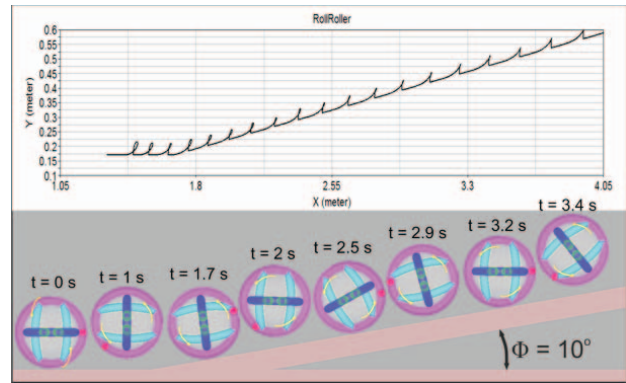 RollRoller
Y (meter)
0.6
0.55
0.5
0.45
0.4
0.35
0.3
0.25
0.2
0.15
0.1
1.05
1.8
2.55
3.3
4.05
X (meter)
t = 0 s
t = 1 s
t = 1.7 s
t = 2 s
t = 2.5 s
t = 2.9 s
t = 3.2 s
t = 3.4 s
Φ = 10°